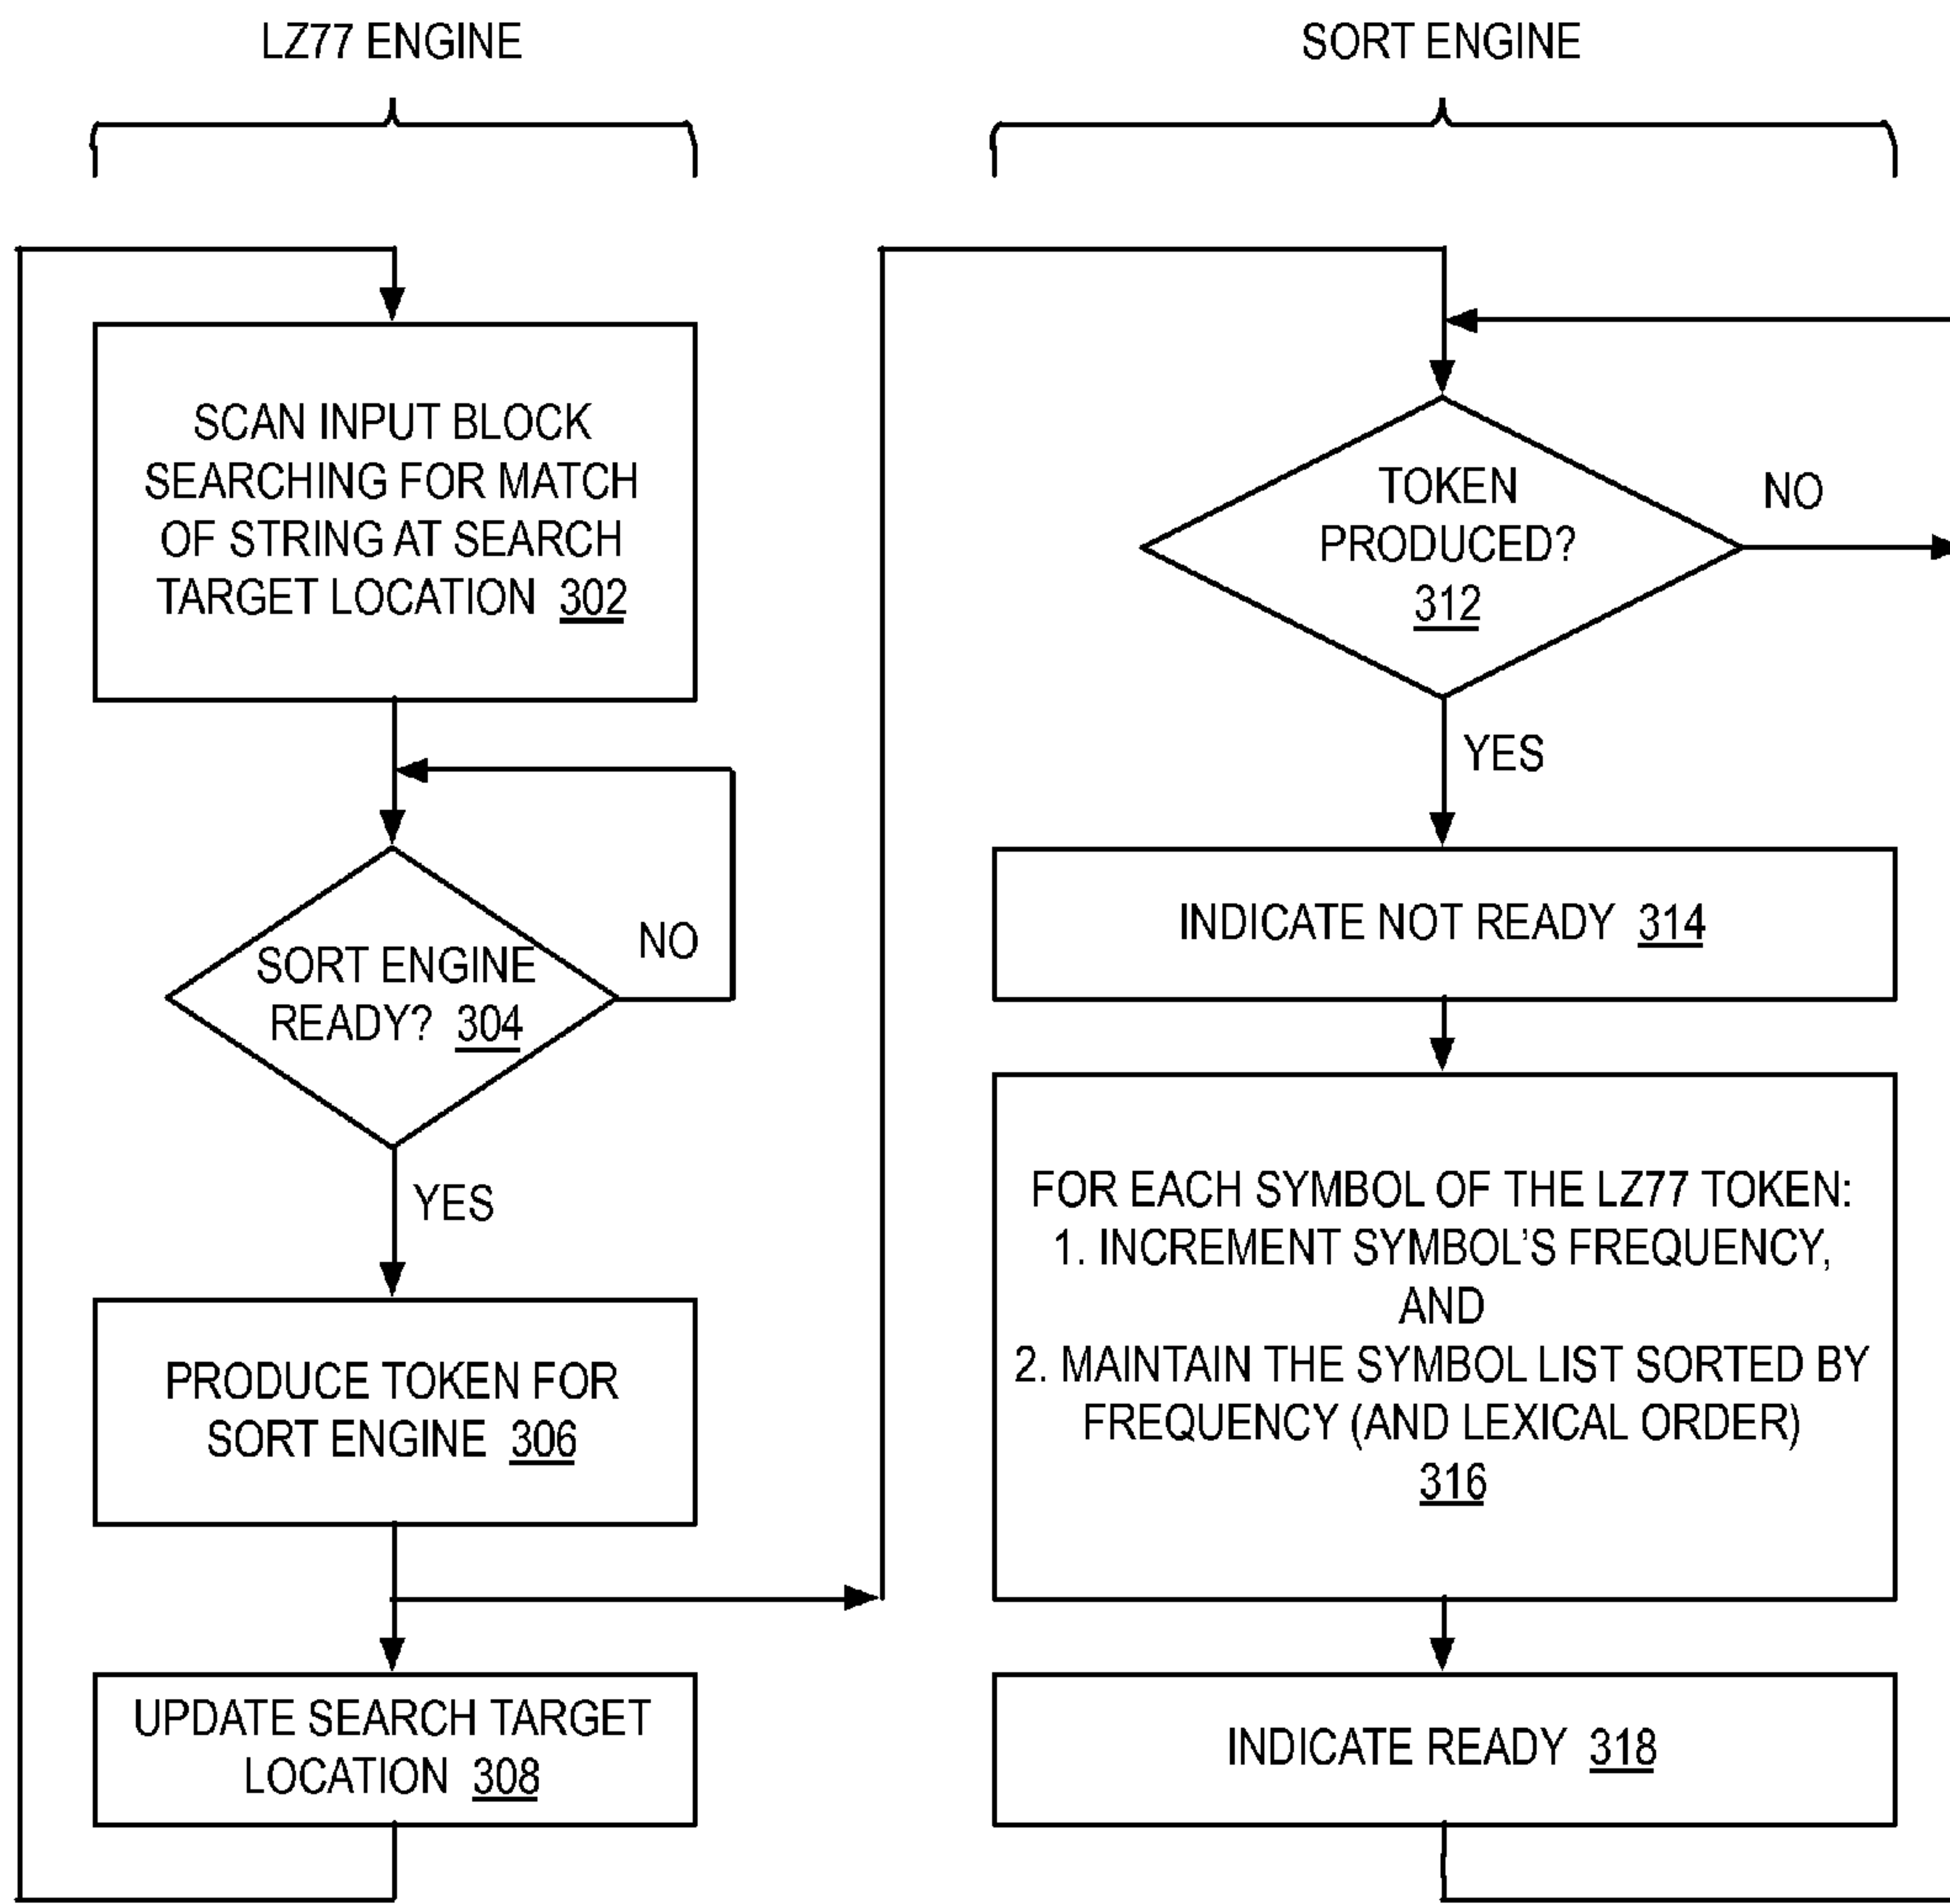 LZ77 ENGINE
SCAN INPUT BLOCK
SEARCHING FOR MATCH
OF STRING AT SEARCH
TARGET LOCATION 302
SORT ENGINE
READY? 304
NO
YES
PRODUCE TOKEN FOR
SORT ENGINE 306
UPDATE SEARCH TARGET
LOCATION 308
SORT ENGINE
TOKEN
PRODUCED?
312
NO
YES
INDICATE NOT READY 314
FOR EACH SYMBOL OF THE LZ77 TOKEN:
1. INCREMENT SYMBOL'S FREQUENCY,
AND
2. MAINTAIN THE SYMBOL LIST SORTED BY
FREQUENCY (AND LEXICAL ORDER)
316
INDICATE READY 318